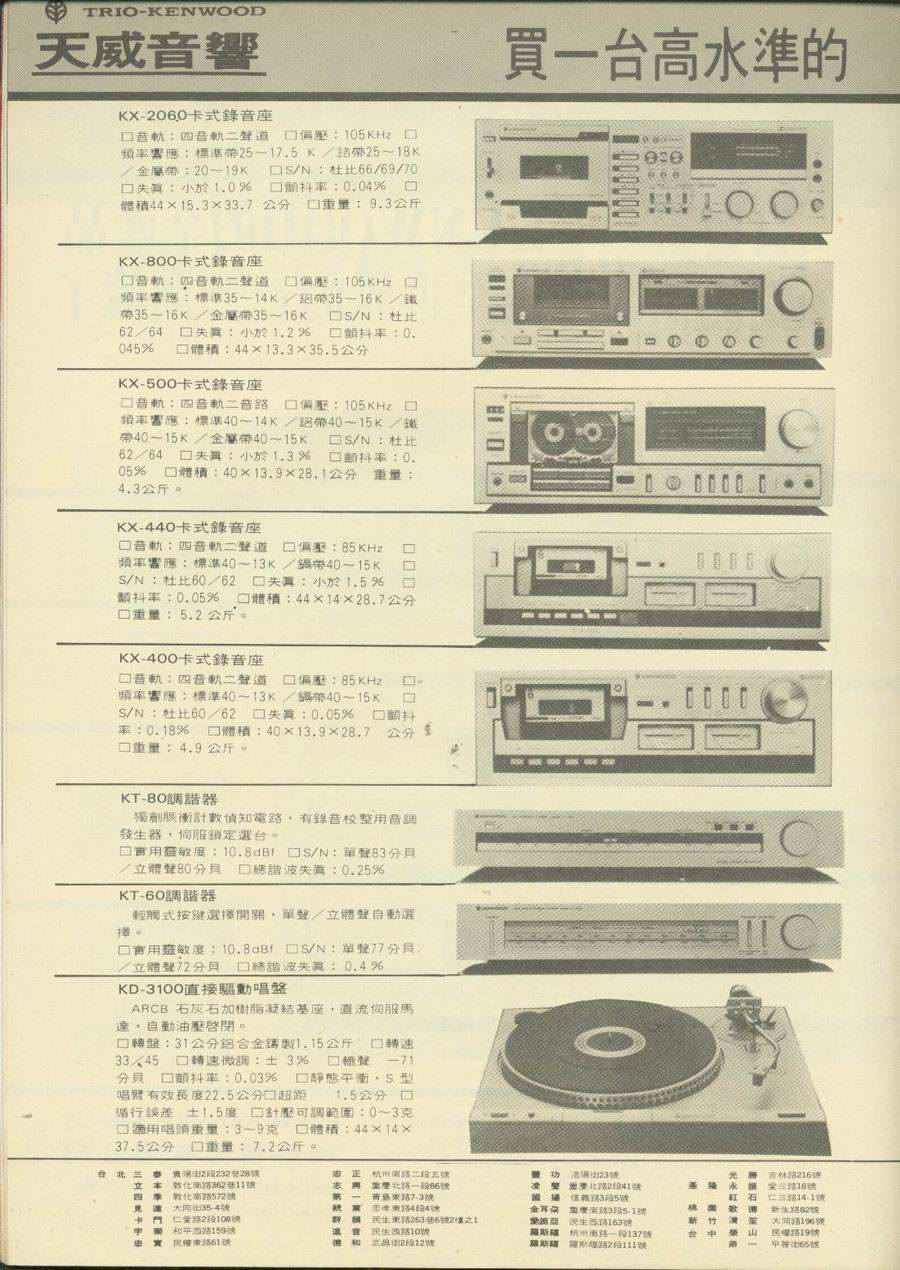 TRIO-KENWOOD
天威音響
買一台高水準的
KX-2060卡式錄音座
□音軌：四音軌二聲道 □偏壓：105KHz □
頻率響應：標準帶25～17.5 K／鉻帶25～18K
／金屬帶：20～19K □S/N：杜比66/69/70
□失眞：小於1.0% □顫抖率：0.04% □
體積44×15.3×33.7 公分 □重量：9.3公斤
KX-800卡式錄音座
□音軌：四音軌二聲道 □偏壓：105KHz □
頻率響應：標準35～14K／鋁帶35～16K／鐵
帶35～16K／金屬帶35～16K □S/N：杜比
62／64 □失眞：小於1.2% □顫抖率：0.
045% □體積：44×13.3×35.5公分
KX-500卡式錄音座
□音軌：四音軌二音路 □偏壓：105KHz □
頻率響應：標準40～14K／鋁帶40～15K／鐵
帶40～15K／金屬帶40～15K □S/N：杜比
62／64 □失眞：小於1.3% □顫抖率：0.
05% □體積：40×13.9×28.1公分 重量：
4.3公斤。
KX-440卡式錄音座
□音軌：四音軌二聲道 □偏壓：85KHz □
頻率響應：標準40～13K／鎘帶40～15K □
S/N：杜比60／62 □失眞：小於1.5% □
顫抖率：0.05% □體積：44×14×28.7公分
□重量：5.2公斤。
KX-400卡式錄音座
□音軌：四音軌二聲道 □偏壓：85KHz □
頻率響應：標準40～13K／鎘帶40～15K □
S/N：杜比60／62 □失眞：0.05% □顫抖
率：0.18% □體積：40×13.9×28.7 公分
□重量：4.9公斤。
KT-80調諧器
獨創脈衝計數偵知電路，有錄音校整用音調
發生器，伺服鎖定選台。
□實用靈敏度：10.8dBf □S/N：單聲83分貝
／立體聲80分貝 □總諧波失眞：0.25%
KT-60調諧器
輕觸式按鍵選擇開關，單聲／立體聲自動選
擇。
□實用靈敏度：10.8dBf □S/N：單聲77分貝
／立體聲72分貝 □總諧波失眞：0.4%
KD-3100直接驅動唱盤
ARCB 石灰石加樹脂凝結基座，直流伺服馬
達，自動油壓啓閉。
□轉盤：31公分鋁合金鑄製1.15公斤 □轉速
33／45 □轉速微調：±3% □轆聲 －71
分貝 □顫抖率：0.03% □靜態平衡，S 型
唱臂有效長度22.5公分□超距 1.5公分 □
循行誤差 ±1.5度 □針壓可調範圍：0～3克
□適用唱頭重量：3～9克 □體積：44×14×
37.5公分 □重量：7.2公斤。
台北三泰 貴陽街2段232巷28號
立本 敦化南路362巷11號
四季 敦化南路572號
見達 大同街35-4號
卡門 仁愛路2段108號
宇樂 和平西路159號
忠實 民權東路61號
忠正 杭州南路二段五號
志興 重慶北路一段86號
第一 青島東路7-3號
統業 忠孝東路4段4號
群韻 民生東路263巷6號2樓之1
進音 民生西路10號
德和 武昌街2段12號
豐功 洛陽街23號
凌聲 重慶北路2段41號
國揚 信義路3段5號
金耳朶 重慶南路3段5-1號
愛雅亞 民生西路163號
羅斯福 杭州南路一段137號
羅斯福 羅斯福路2段111號
光勝 吉林路216號
基隆永振 愛三路18號
紅石 仁三路14-1號
桃園歌德 新生路82號
新竹清笙 大同路196號
台中榮山 民權路19號
弟一 平等街65號